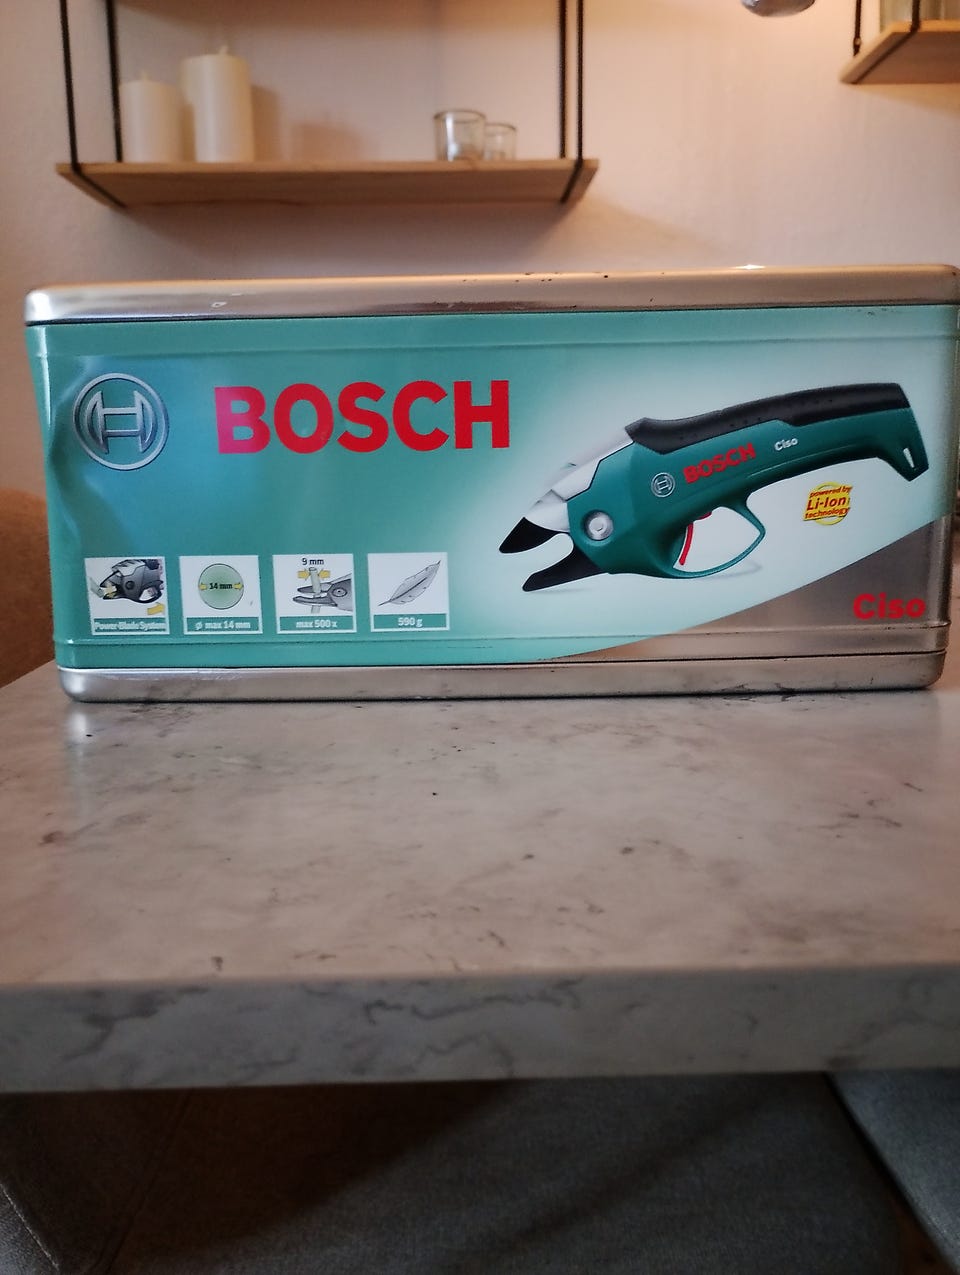 BOSCH
BOSCH
Ciso
powered by
Li-Ion
technology
9 mm
14 mm
Power-Blade System
ø max 14 mm
max 500 x
590 g
Ciso